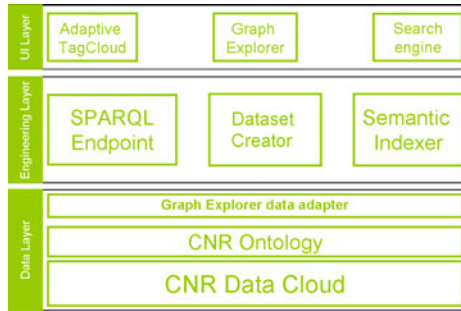 UI Layer
Adaptive
TagCloud
Graph
Explorer
Search
engine
Engineering Layer
SPARQL
Endpoint
Dataset
Creator
Semantic
Indexer
Data Layer
Graph Explorer data adapter
CNR Ontology
CNR Data Cloud